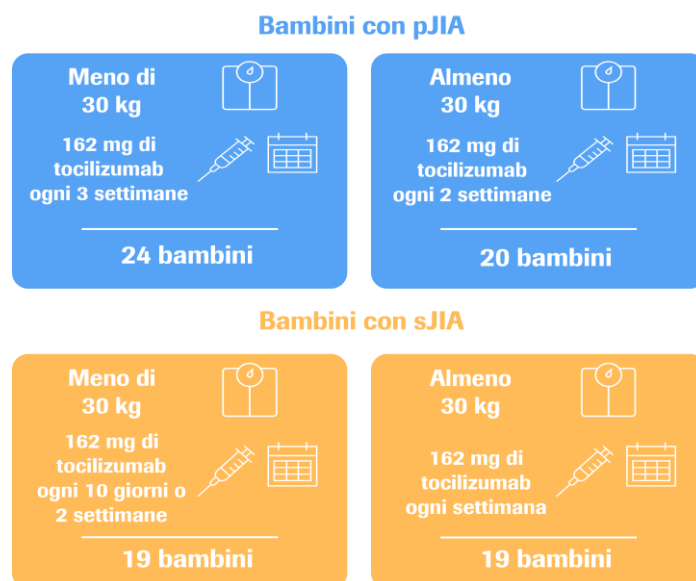 Bambini con pJIA
Meno di
30 kg
162 mg di
tocilizumab
ogni 3 settimane
24 bambini
Almeno
30 kg
162 mg di
tocilizumab
ogni 2 settimane
20 bambini
Bambini con sJIA
Meno di
30 kg
162 mg di
tocilizumab
ogni 10 giorni o
2 settimane
19 bambini
Almeno
30 kg
162 mg di
tocilizumab
ogni settimana
19 bambini